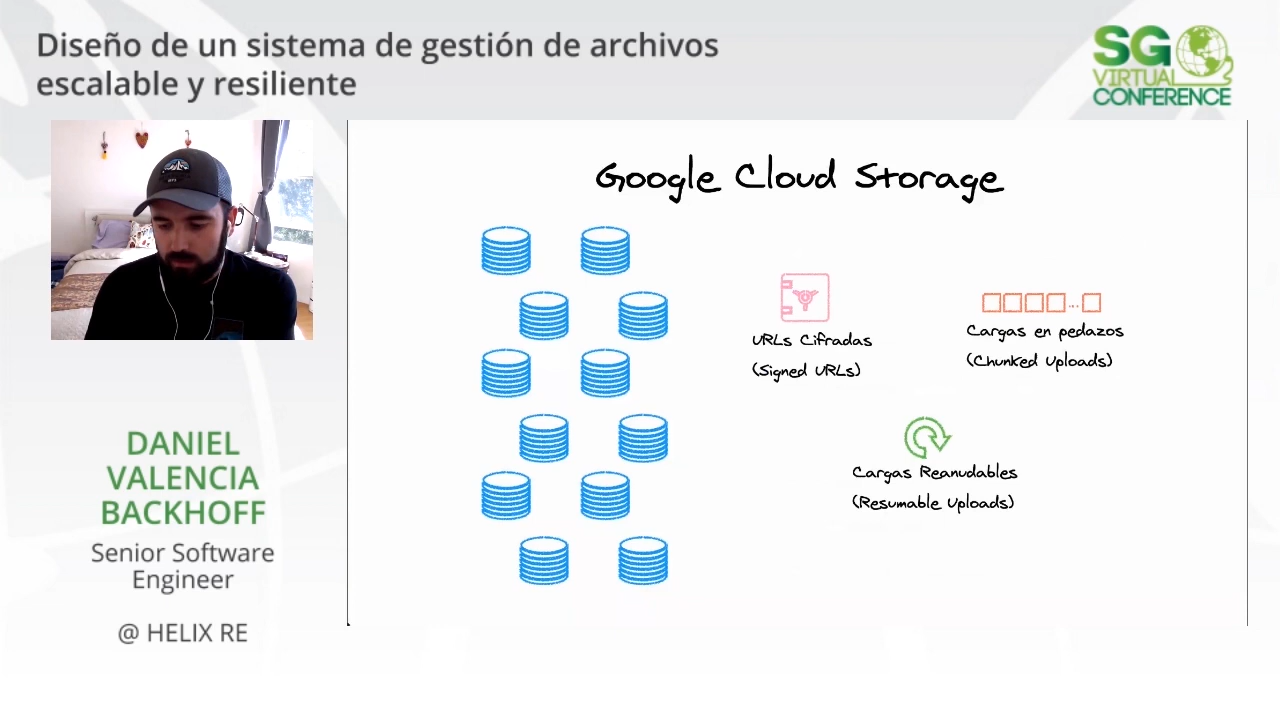 Diseño de un sistema de gestión de archivos
escalable y resiliente
SG
VIRTUAL
CONFERENCE
Google Cloud Storage
URLs Cifradas
(Signed URLs)
Cargas en pedazos
(Chunked Uploads)
Cargas Reanudables
(Resumable Uploads)
DANIEL
VALENCIA
BACKHOFF
Senior Software
Engineer
@ HELIX RE